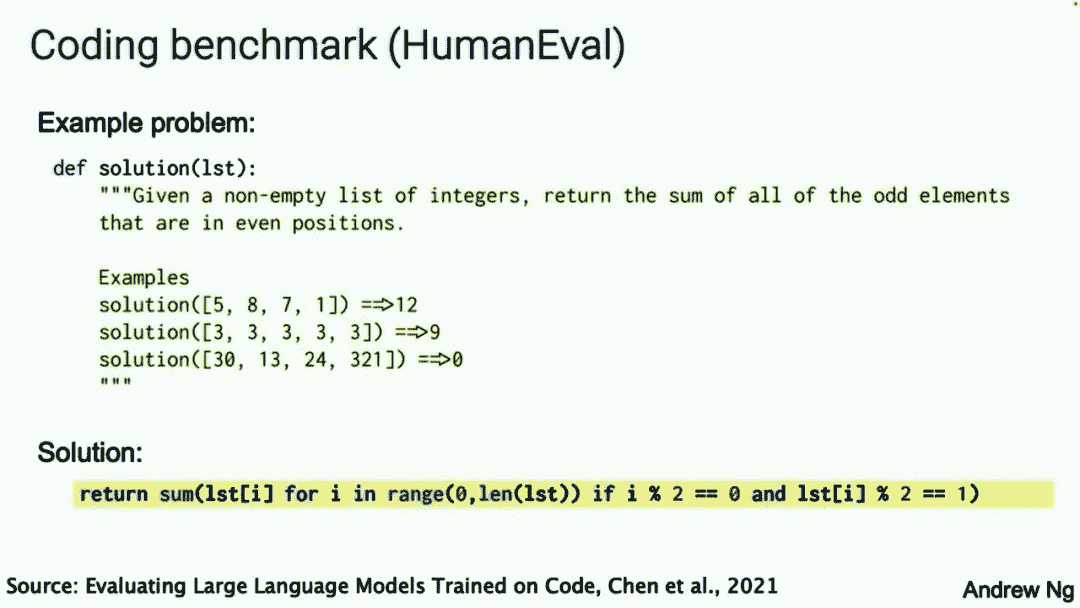 Coding benchmark (HumanEval)
Example problem:
def solution(lst):
"""Given a non-empty list of integers, return the sum of all of the odd elements
that are in even positions.
Examples
solution([5, 8, 7, 1]) ==>12
solution([3, 3, 3, 3, 3]) ==>9
solution([30, 13, 24, 321]) ==>0
"""
Solution:
return sum(lst[i] for i in range(0,len(lst)) if i % 2 == 0 and lst[i] % 2 == 1)
Source: Evaluating Large Language Models Trained on Code, Chen et al., 2021
Andrew Ng